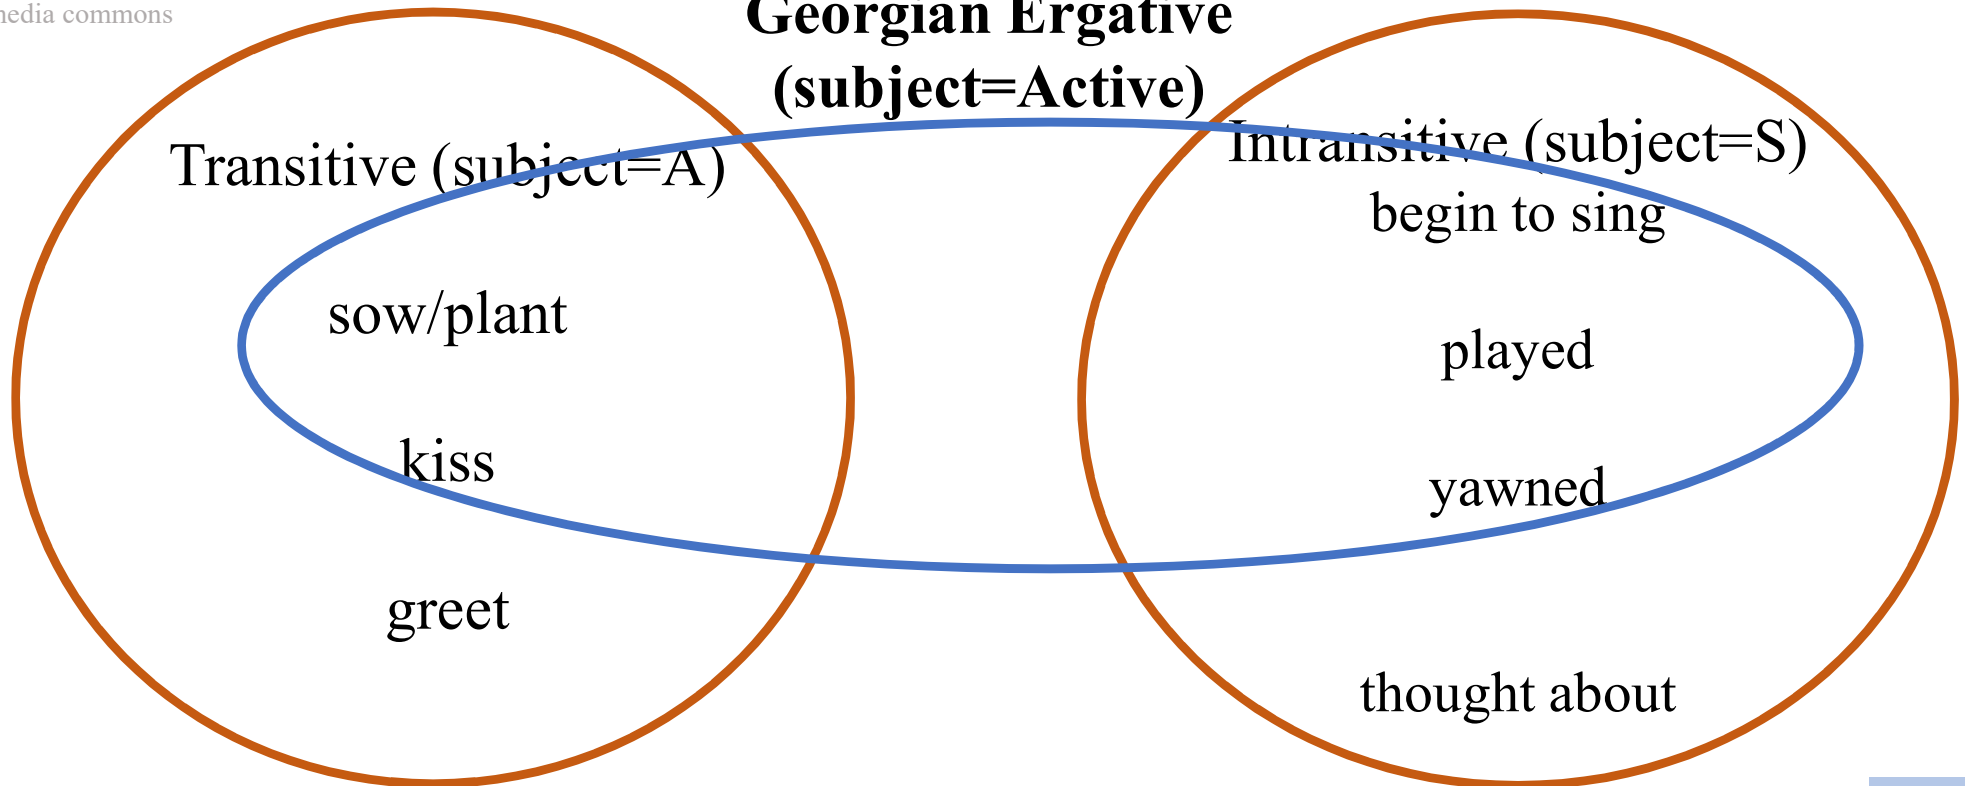 media commons
Georgian Ergative
(subject=Active)
Transitive (subject=A)
sow/plant
kiss
greet
Intransitive (subject=S)
begin to sing
played
yawned
thought about